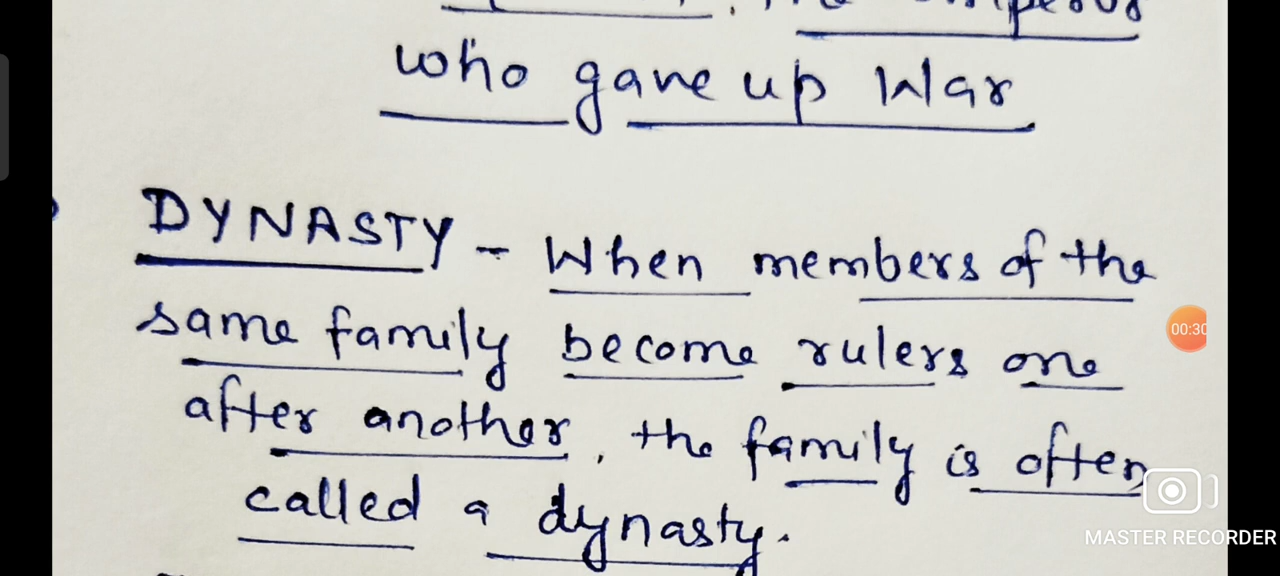 who gave up War
DYNASTY - When members of the
same family become rulers one
after another, the family is often
called a dynasty.
00:30
MASTER RECORDER